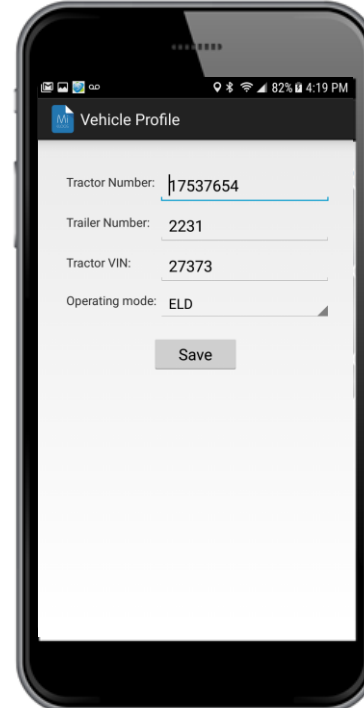 82% 4:19 PM
Mi
Vehicle Profile
Tractor Number: 17537654
Trailer Number: 2231
Tractor VIN: 27373
Operating mode: ELD
Save